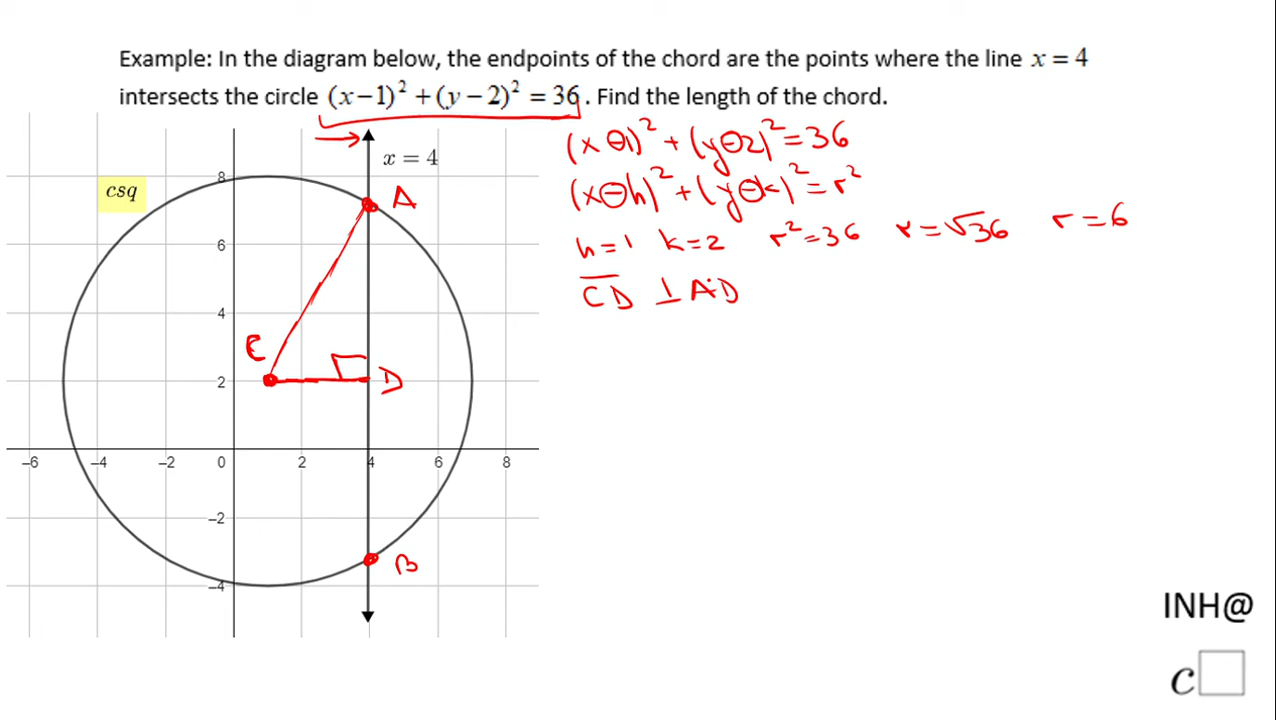 Example: In the diagram below, the endpoints of the chord are the points where the line x = 4
intersects the circle (x−1)² + (y−2)² = 36. Find the length of the chord.
(x−1)² + (y−2)² = 36
x = 4
A
(x−h)² + (y−k)² = r²
csq
8
h=1 k=2 r²=36 r=√36 r=6
6
CD ⊥ AD
4
C
2
D
−6 −4 −2 0 2 4 6 8
−2
B
−4
INH@
c